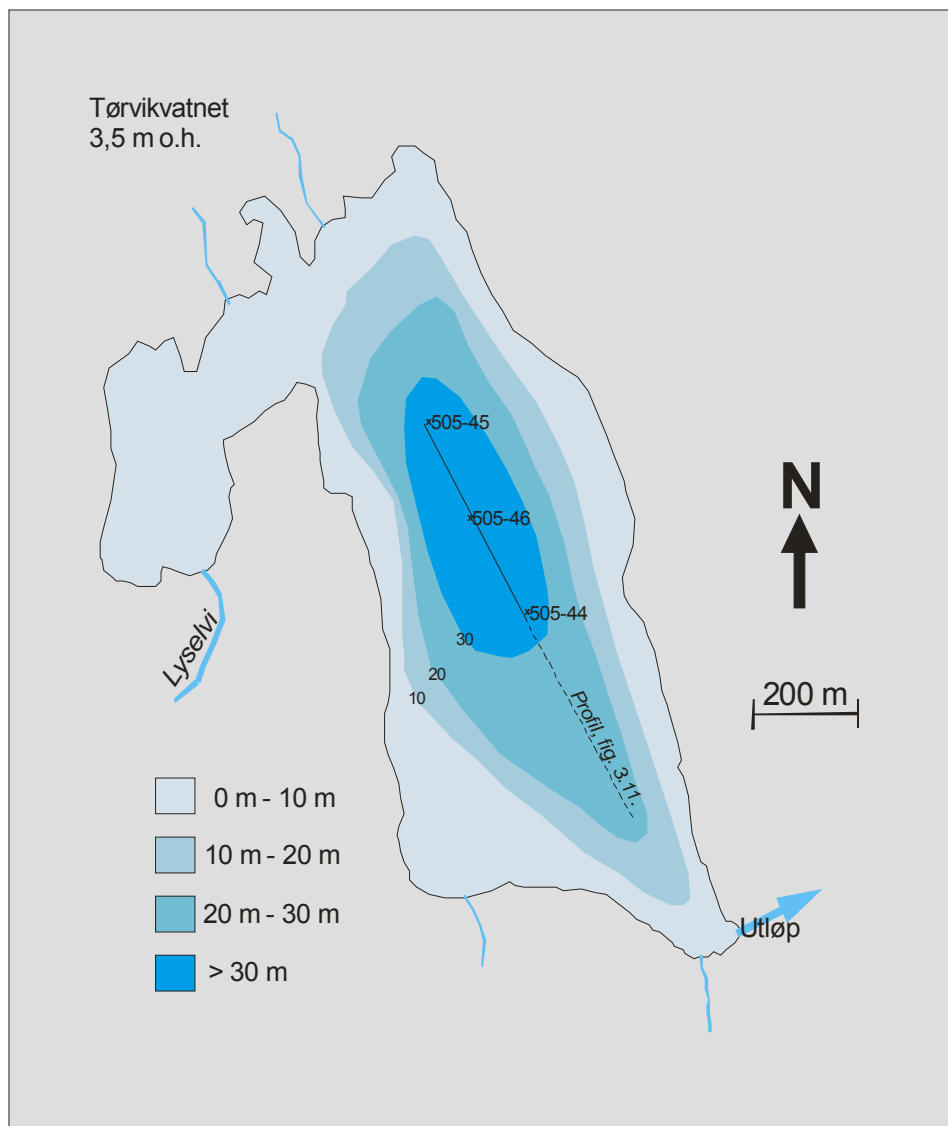 Tørvikvatnet
3,5 m o.h.
×505-45
N
×505-46
×505-44
30
20
10
Lyselvi
200 m
Profil, fig. 3.11.
0 m - 10 m
10 m - 20 m
20 m - 30 m
> 30 m
Utløp